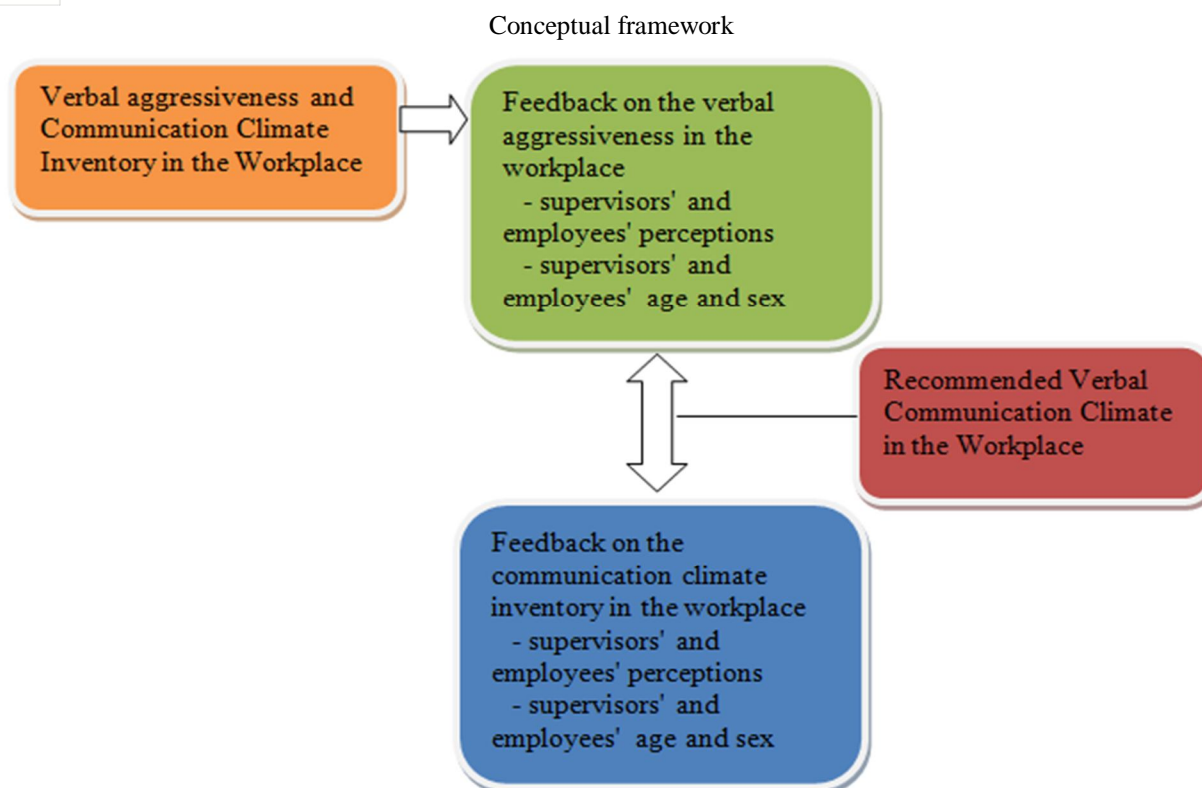 Conceptual framework
Verbal aggressiveness and
Communication Climate
Inventory in the Workplace
Feedback on the verbal
aggressiveness in the
workplace
- supervisors' and
employees' perceptions
- supervisors' and
employees' age and sex
Recommended Verbal
Communication Climate
in the Workplace
Feedback on the
communication climate
inventory in the workplace
- supervisors' and
employees' perceptions
- supervisors' and
employees' age and sex